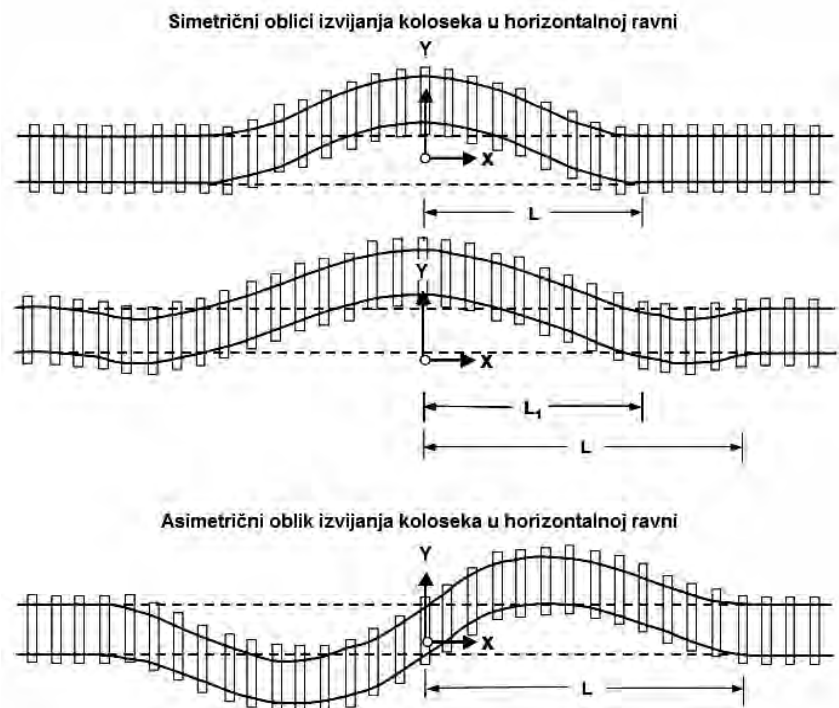 Simetrični oblici izvijanja koloseka u horizontalnoj ravni
Y
X
L
Y
X
L1
L
Asimetrični oblik izvijanja koloseka u horizontalnoj ravni
Y
X
L